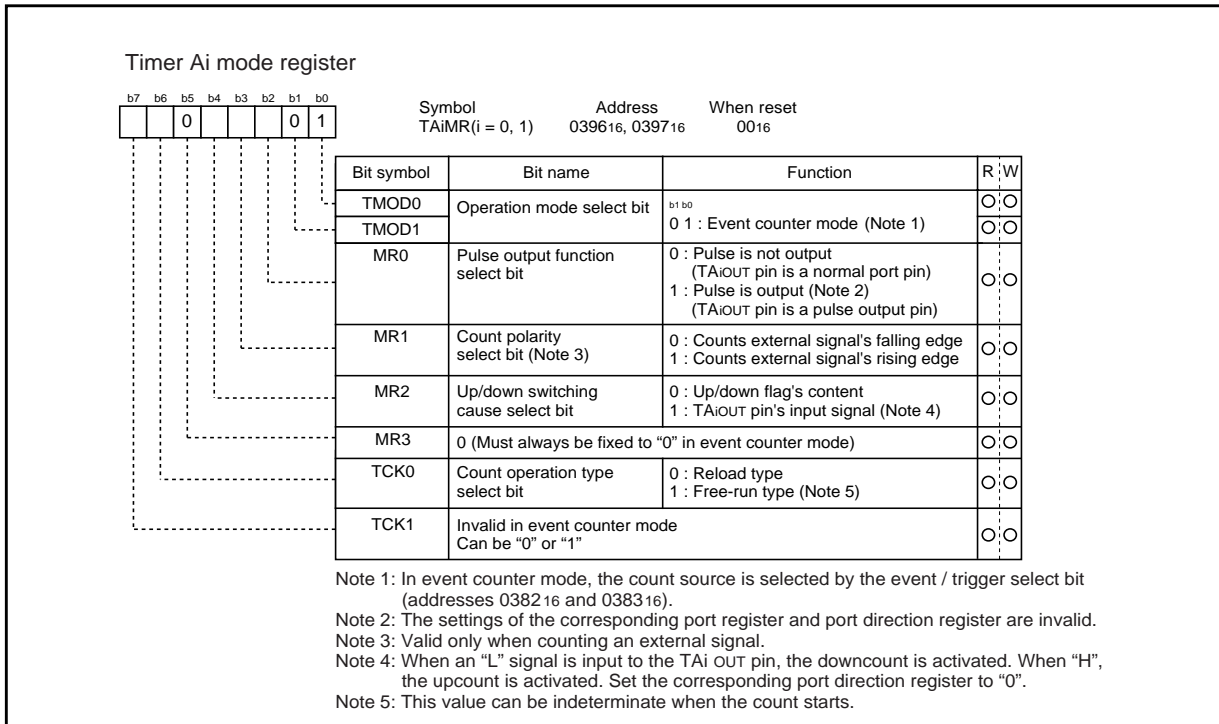 Timer Ai mode register
b7 b6 b5 b4 b3 b2 b1 b0
0 0 1
Symbol Address When reset
TAiMR(i = 0, 1) 039616, 039716 0016
Bit symbol Bit name Function R W
TMOD0 Operation mode select bit b1 b0
0 1 : Event counter mode (Note 1)
TMOD1
MR0 Pulse output function select bit 0 : Pulse is not output
(TAiOUT pin is a normal port pin)
1 : Pulse is output (Note 2)
(TAiOUT pin is a pulse output pin)
MR1 Count polarity select bit (Note 3) 0 : Counts external signal's falling edge
1 : Counts external signal's rising edge
MR2 Up/down switching cause select bit 0 : Up/down flag's content
1 : TAiOUT pin's input signal (Note 4)
MR3 0 (Must always be fixed to “0” in event counter mode)
TCK0 Count operation type select bit 0 : Reload type
1 : Free-run type (Note 5)
TCK1 Invalid in event counter mode
Can be “0” or “1”
Note 1: In event counter mode, the count source is selected by the event / trigger select bit
(addresses 038216 and 038316).
Note 2: The settings of the corresponding port register and port direction register are invalid.
Note 3: Valid only when counting an external signal.
Note 4: When an “L” signal is input to the TAi OUT pin, the downcount is activated. When “H”,
the upcount is activated. Set the corresponding port direction register to “0”.
Note 5: This value can be indeterminate when the count starts.